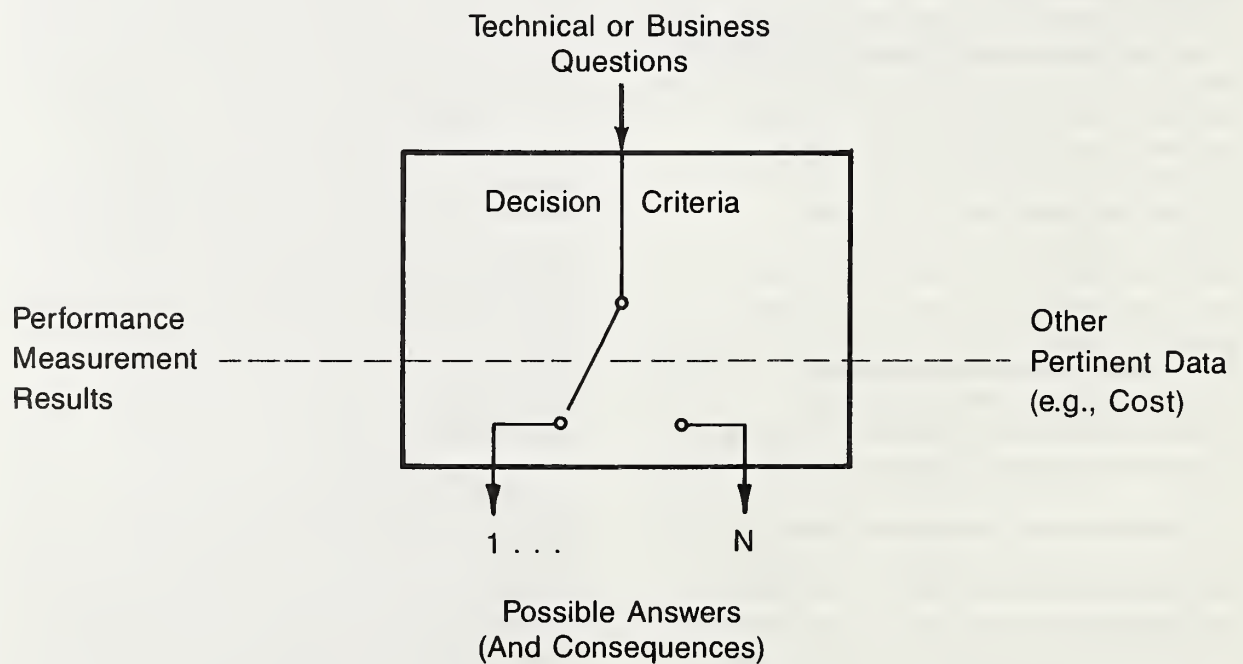 Technical or Business
Questions
Decision Criteria
Performance
Measurement
Results
Other
Pertinent Data
(e.g., Cost)
1 . . . N
Possible Answers
(And Consequences)